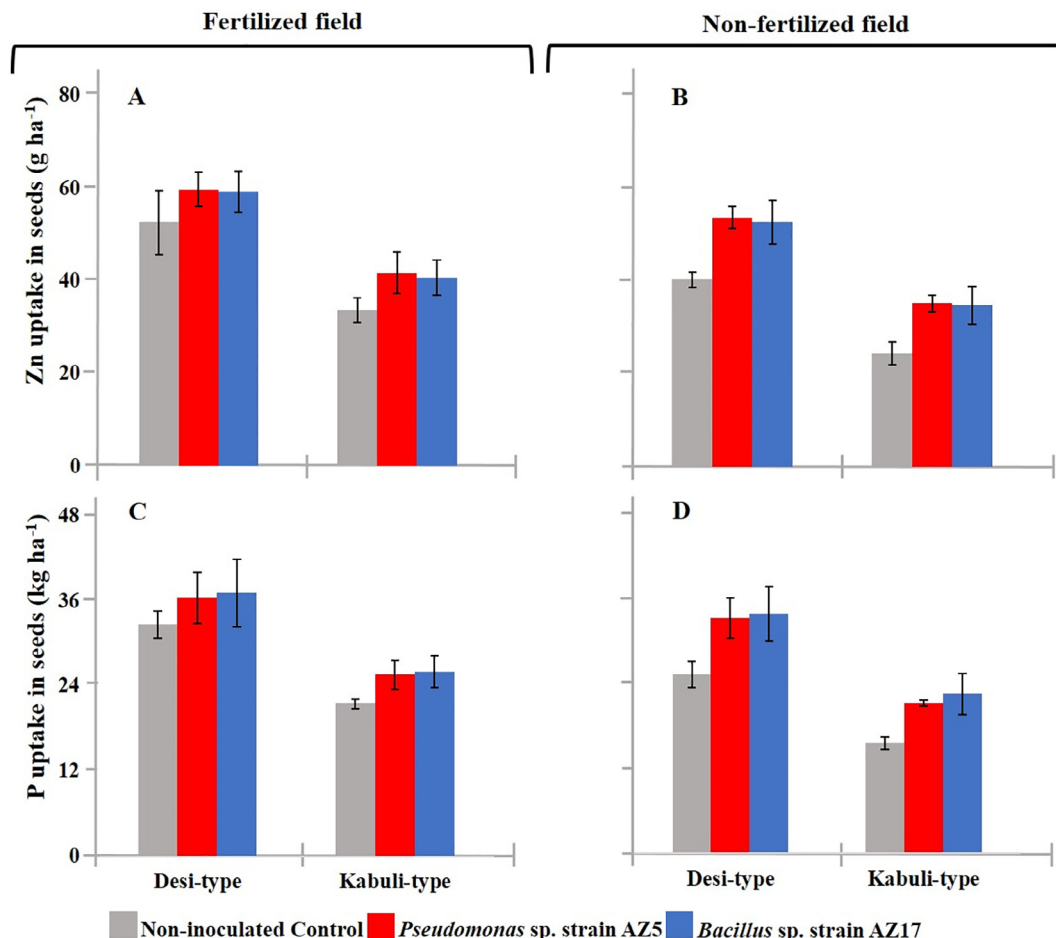 Fertilized field
Non-fertilized field
Zn uptake in seeds (g ha⁻¹)
80
60
40
20
0
A
B
P uptake in seeds (kg ha⁻¹)
48
36
24
12
0
C
D
Desi-type
Kabuli-type
Desi-type
Kabuli-type
Non-inoculated Control
Pseudomonas sp. strain AZ5
Bacillus sp. strain AZ17